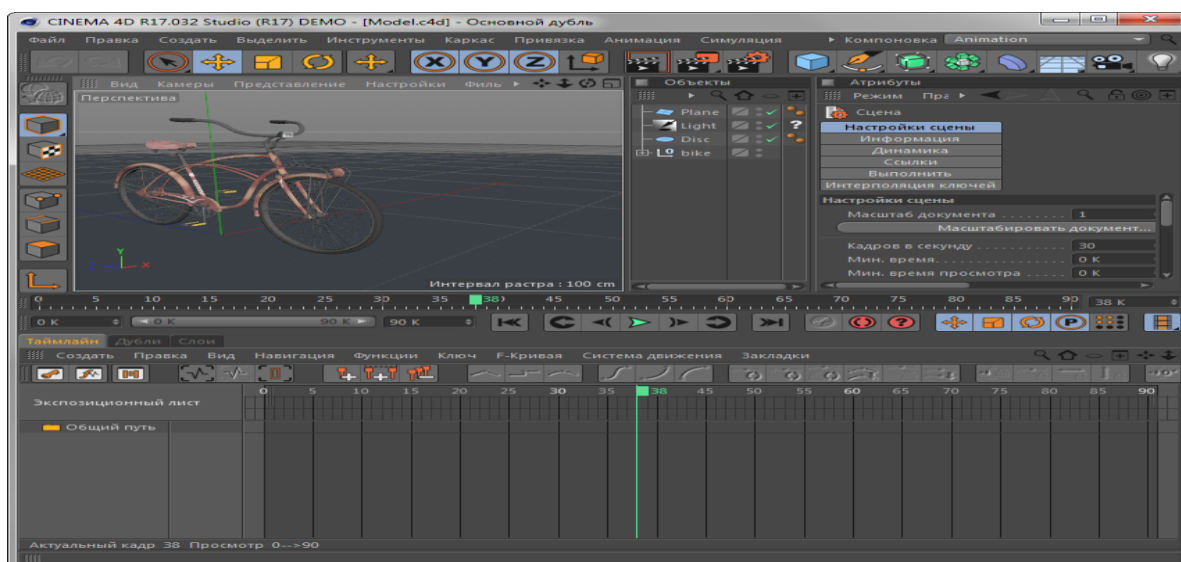 CINEMA 4D R17.032 Studio (R17) DEMO - [Model.c4d] - Основной дубль
Файл Правка Создать Выделить Инструменты Каркас Привязка Анимация Симуляция Компоновка Animation
X Y Z
Вид Камеры Представление Настройки Филь
Перспектива
Y
X
Интервал растра : 100 cm
Объекты
Plane
Light ?
Disc
bike
Атрибуты
Режим Прг
Сцена
Настройки сцены
Информация
Динамика
Ссылки
Выполнить
Интерполяция ключей
Настройки сцены
Масштаб документа . . . . . . . . 1
Масштабировать документ...
Кадров в секунду . . . . . . . . . . . 30
Мин. время. . . . . . . . . . . . . . . . . 0 K
Мин. время просмотра . . . . . 0 K
0 5 10 15 20 25 30 35 38 45 50 55 60 65 70 75 80 85 90 38 K
0 K 0 K 90 K 90 K ? P
Таймлайн Дубли Слои
Создать Правка Вид Навигация Функции Ключ F-Кривая Система движения Закладки
0 5 10 15 20 25 30 35 38 45 50 55 60 65 70 75 80 85 90
Экспозиционный лист
Общий путь
Актуальный кадр 38 Просмотр 0-->90